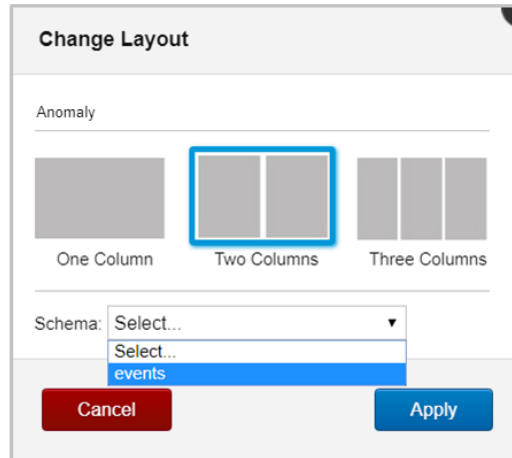 Change Layout
Anomaly
One Column Two Columns Three Columns
Schema: Select...
Select...
events
Cancel Apply